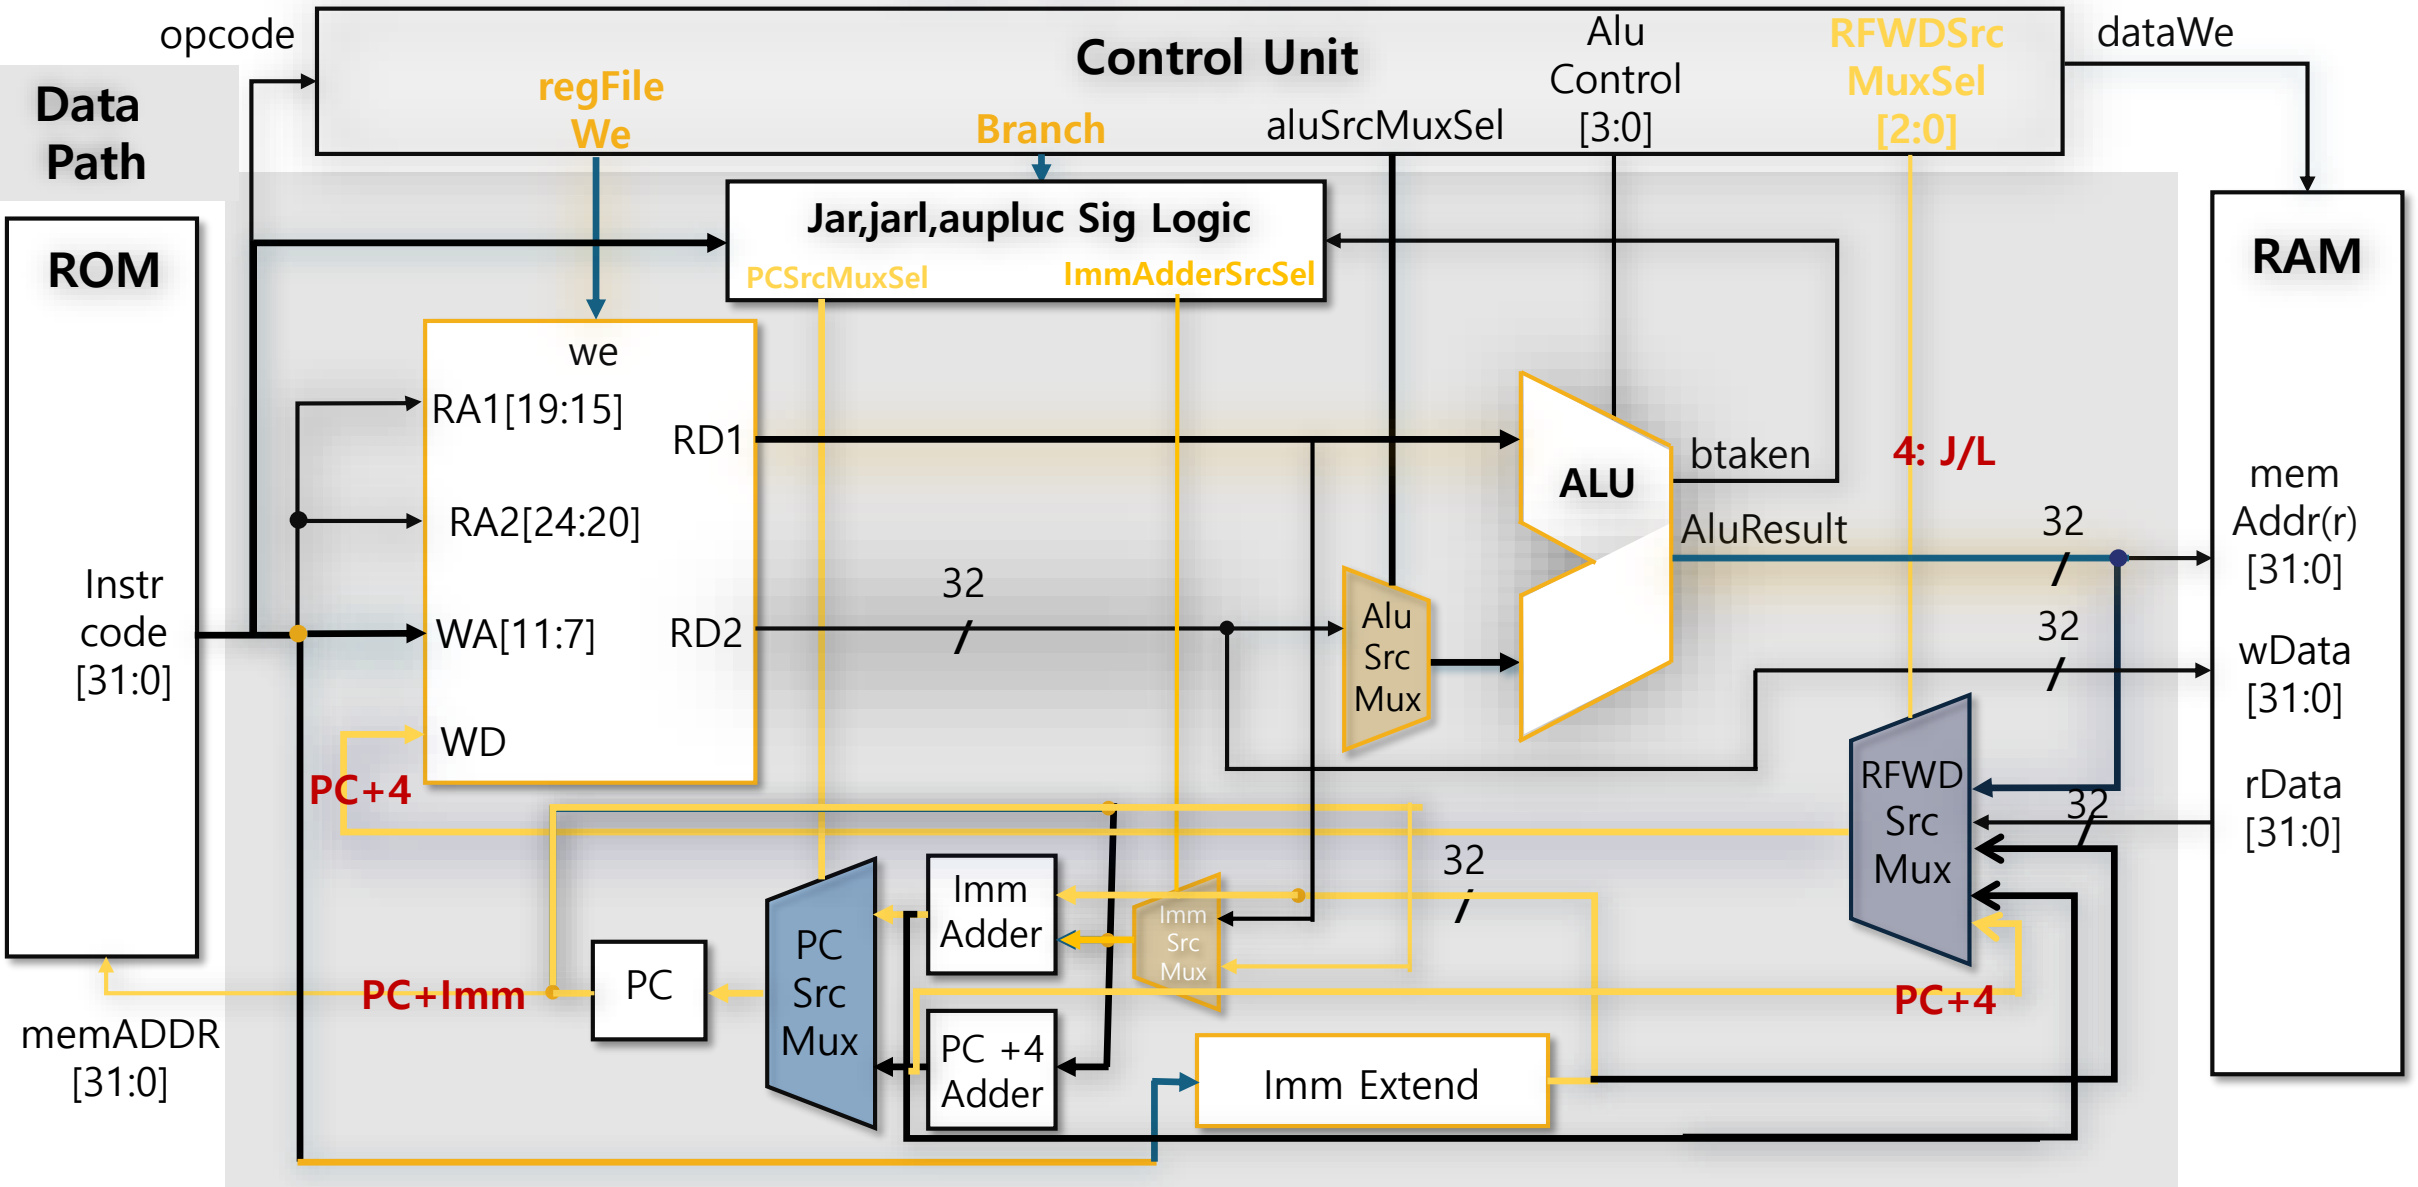 opcode
Control Unit
Alu
Control
[3:0]
RFWDSrc
MuxSel
[2:0]
dataWe
regFile
We
Branch
aluSrcMuxSel
Data
Path
Jar,jarl,aupluc Sig Logic
PCSrcMuxSel
ImmAdderSrcSel
ROM
RAM
we
RA1[19:15]
RD1
RA2[24:20]
WA[11:7]
RD2
WD
Instr
code
[31:0]
32
ALU
btaken
4: J/L
AluResult
32
mem
Addr(r)
[31:0]
Alu
Src
Mux
32
wData
[31:0]
PC+4
RFWD
Src
Mux
32
rData
[31:0]
32
Imm
Adder
Imm
Src
Mux
PC
Src
Mux
PC
PC+Imm
PC+4
memADDR
[31:0]
PC +4
Adder
Imm Extend